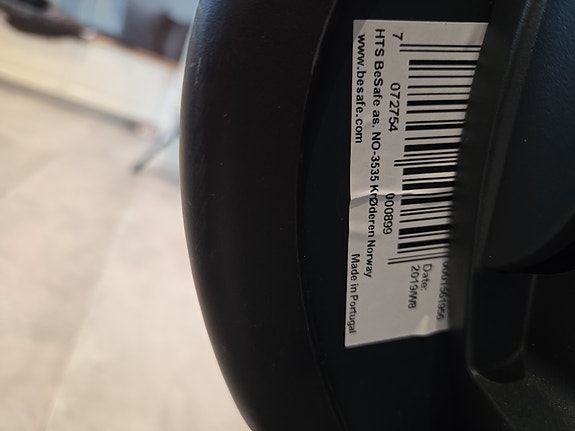 7 072754 000899
0001561966
Date:
2019/W8
HTS BeSafe as. NO-3535 KrØderen Norway
www.besafe.com
Made in Portugal